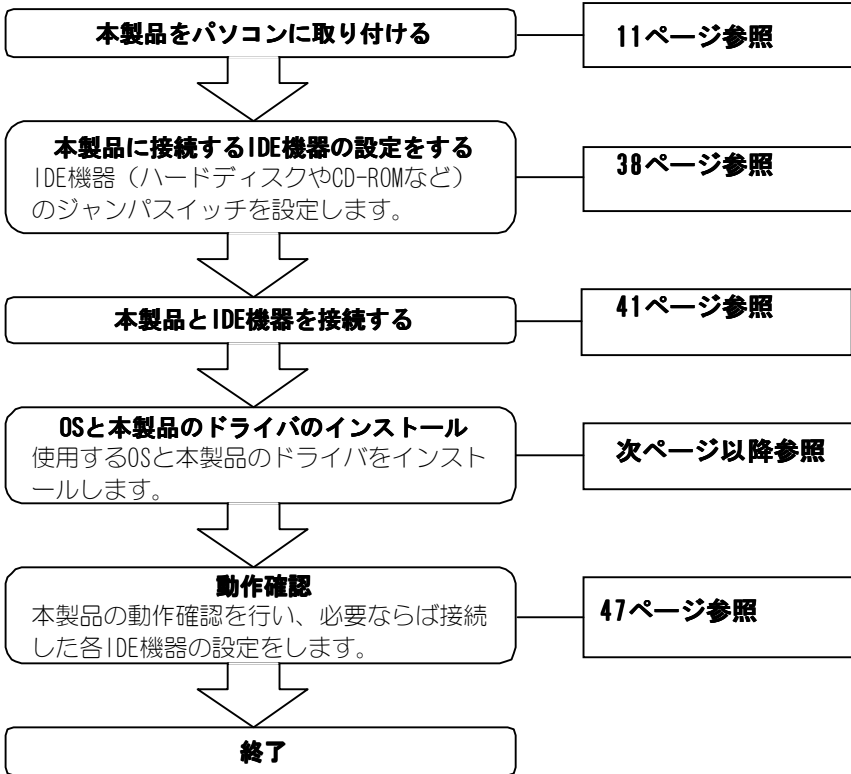 本製品をパソコンに取り付ける
11ページ参照
本製品に接続するIDE機器の設定をする
IDE機器（ハードディスクやCD-ROMなど）
のジャンパスイッチを設定します。
38ページ参照
本製品とIDE機器を接続する
41ページ参照
OSと本製品のドライバのインストール
使用するOSと本製品のドライバをインスト
ールします。
次ページ以降参照
動作確認
本製品の動作確認を行い、必要ならば接続
した各IDE機器の設定をします。
47ページ参照
終了